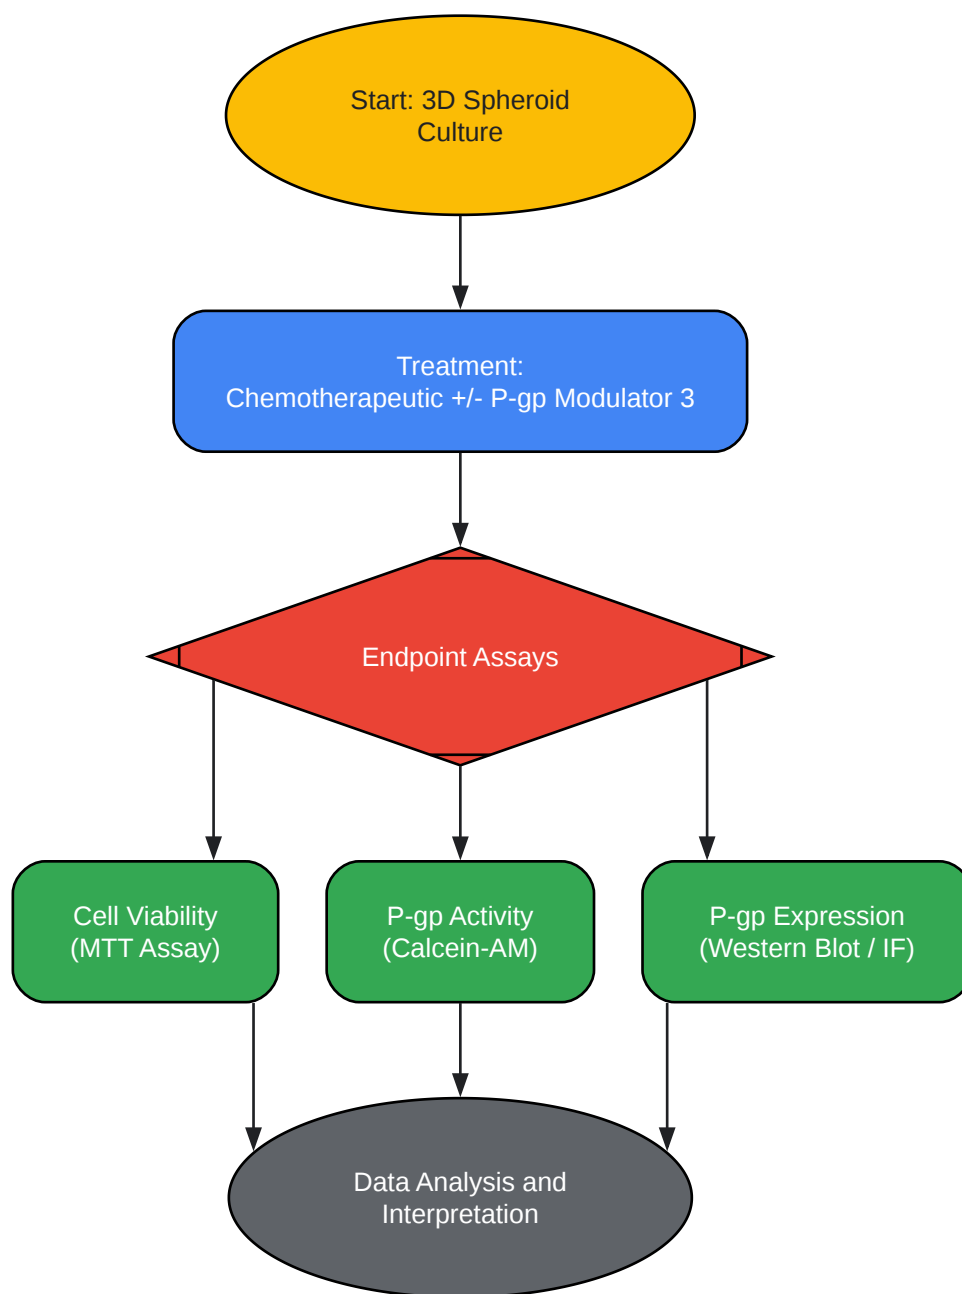 Start: 3D Spheroid
Culture
Treatment:
Chemotherapeutic +/- P-gp Modulator 3
Endpoint Assays
Cell Viability
(MTT Assay)
P-gp Activity
(Calcein-AM)
P-gp Expression
(Western Blot / IF)
Data Analysis and
Interpretation